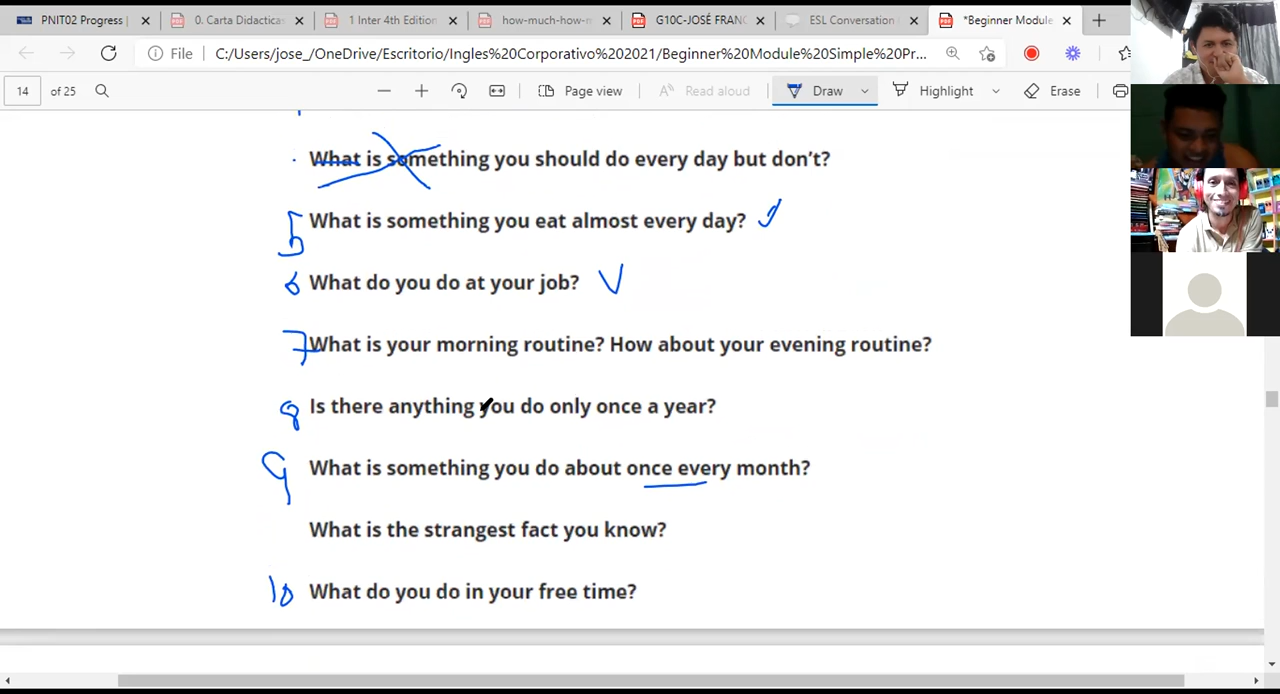 PNIT02 Progress |
0. Carta Didactica
1 Inter 4th Edition
how-much-how-m
G10C-JOSÉ FRAN
ESL Conversation
*Beginner Module
File
C:/Users/jose_/OneDrive/Escritorio/Ingles%20Corporativo%202021/Beginner%20Module%20Simple%20Pr...
14 of 25
Page view
Read aloud
Draw
Highlight
Erase
What is something you should do every day but don't?
5 What is something you eat almost every day?
6 What do you do at your job?
7 What is your morning routine? How about your evening routine?
8 Is there anything you do only once a year?
9 What is something you do about once every month?
What is the strangest fact you know?
10 What do you do in your free time?